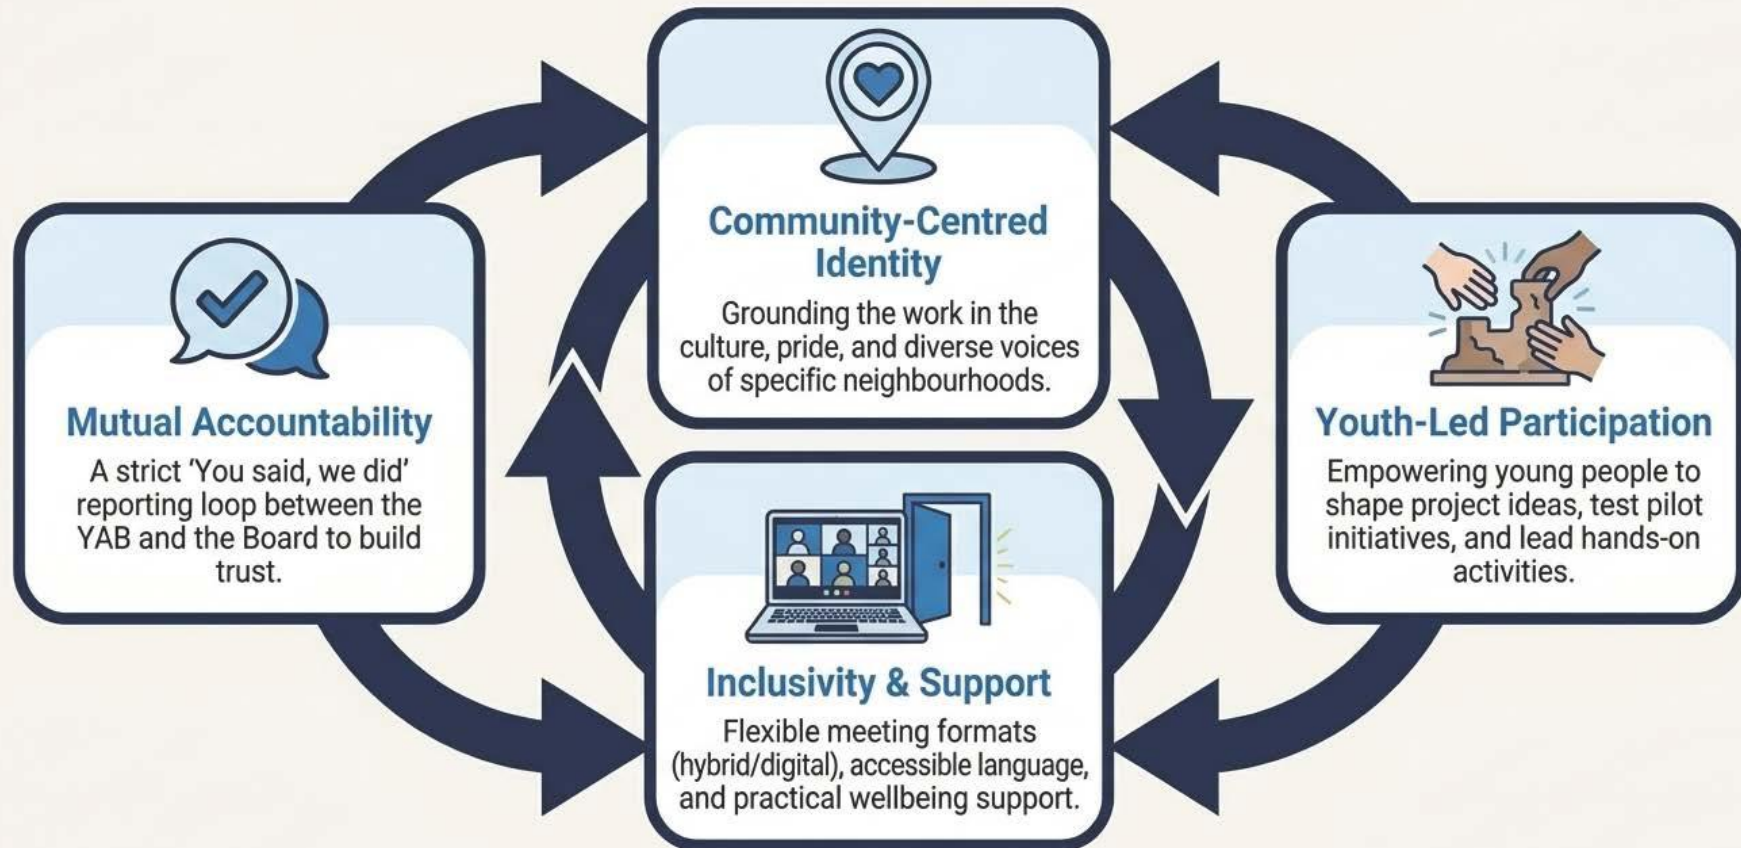 Community-Centred
Identity
Grounding the work in the
culture, pride, and diverse voices
of specific neighbourhoods.
Mutual Accountability
A strict ‘You said, we did’
reporting loop between the
YAB and the Board to build
trust.
Youth-Led Participation
Empowering young people to
shape project ideas, test pilot
initiatives, and lead hands-on
activities.
Inclusivity & Support
Flexible meeting formats
(hybrid/digital), accessible language,
and practical wellbeing support.